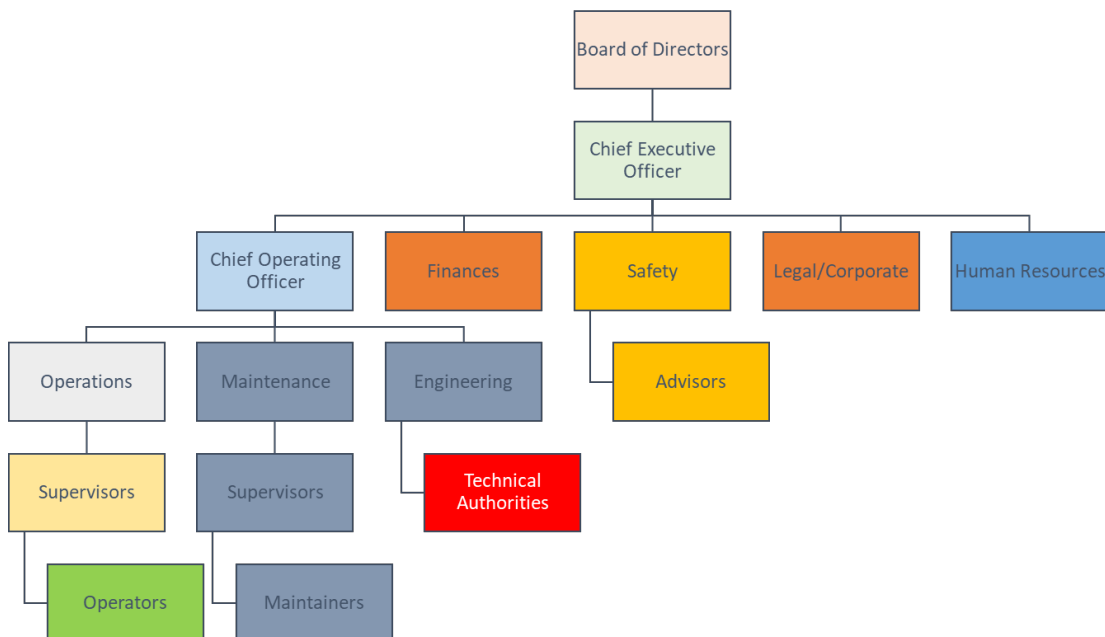 Board of Directors
Chief Executive
Officer
Chief Operating
Officer
Finances
Safety
Legal/Corporate
Human Resources
Operations
Maintenance
Engineering
Advisors
Supervisors
Supervisors
Technical
Authorities
Operators
Maintainers